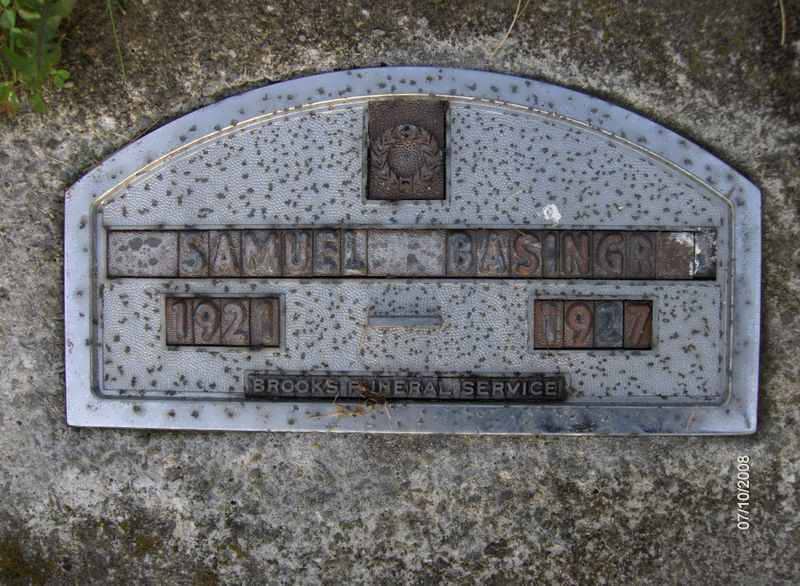 SAMUEL BASINGR
1921 1927
BROOKS FUNERAL SERVICE
07/10/2008